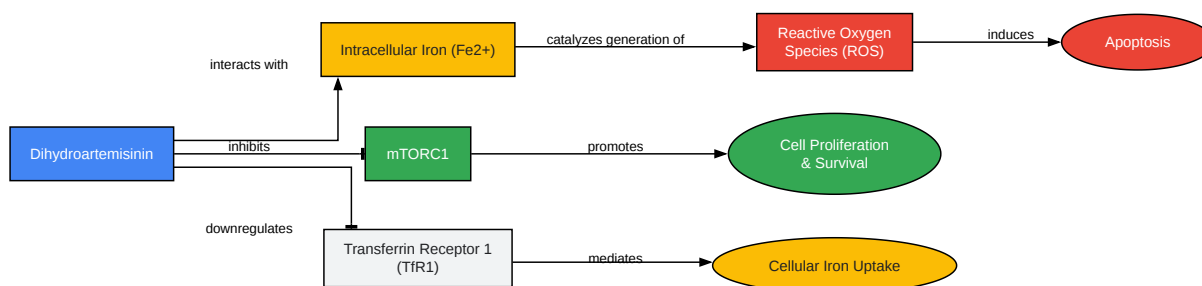 Intracellular Iron (Fe2+)
catalyzes generation of
Reactive Oxygen
Species (ROS)
induces
Apoptosis
interacts with
Dihydroartemisinin
inhibits
mTORC1
promotes
Cell Proliferation
& Survival
downregulates
Transferrin Receptor 1
(TfR1)
mediates
Cellular Iron Uptake